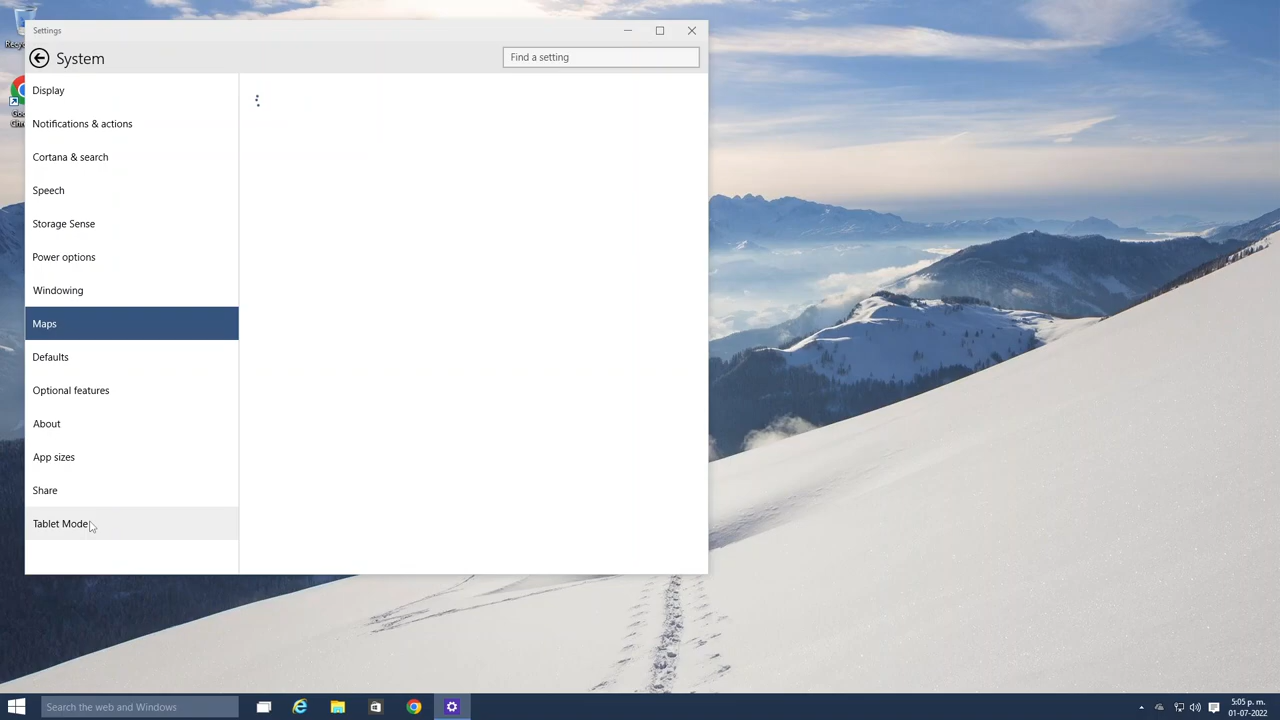 Settings
System
Find a setting
Display
Notifications & actions
Cortana & search
Speech
Storage Sense
Power options
Windowing
Maps
Defaults
Optional features
About
App sizes
Share
Tablet Mode
Search the web and Windows
5:05 p. m.
01-07-2022